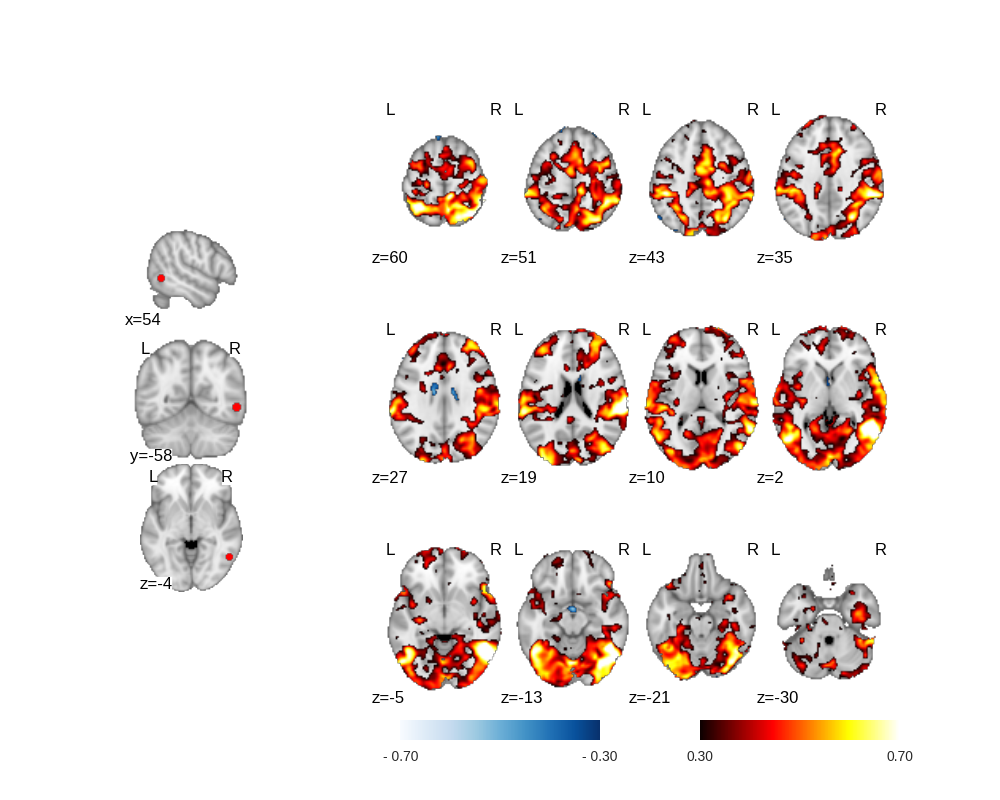 L R L R L R L R
z=60 z=51 z=43 z=35
x=54
L R
y=-58
L R
z=-4
L R L R L R L R
z=27 z=19 z=10 z=2
L R L R L R L R
z=-5 z=-13 z=-21 z=-30
- 0.70 - 0.30 0.30 0.70